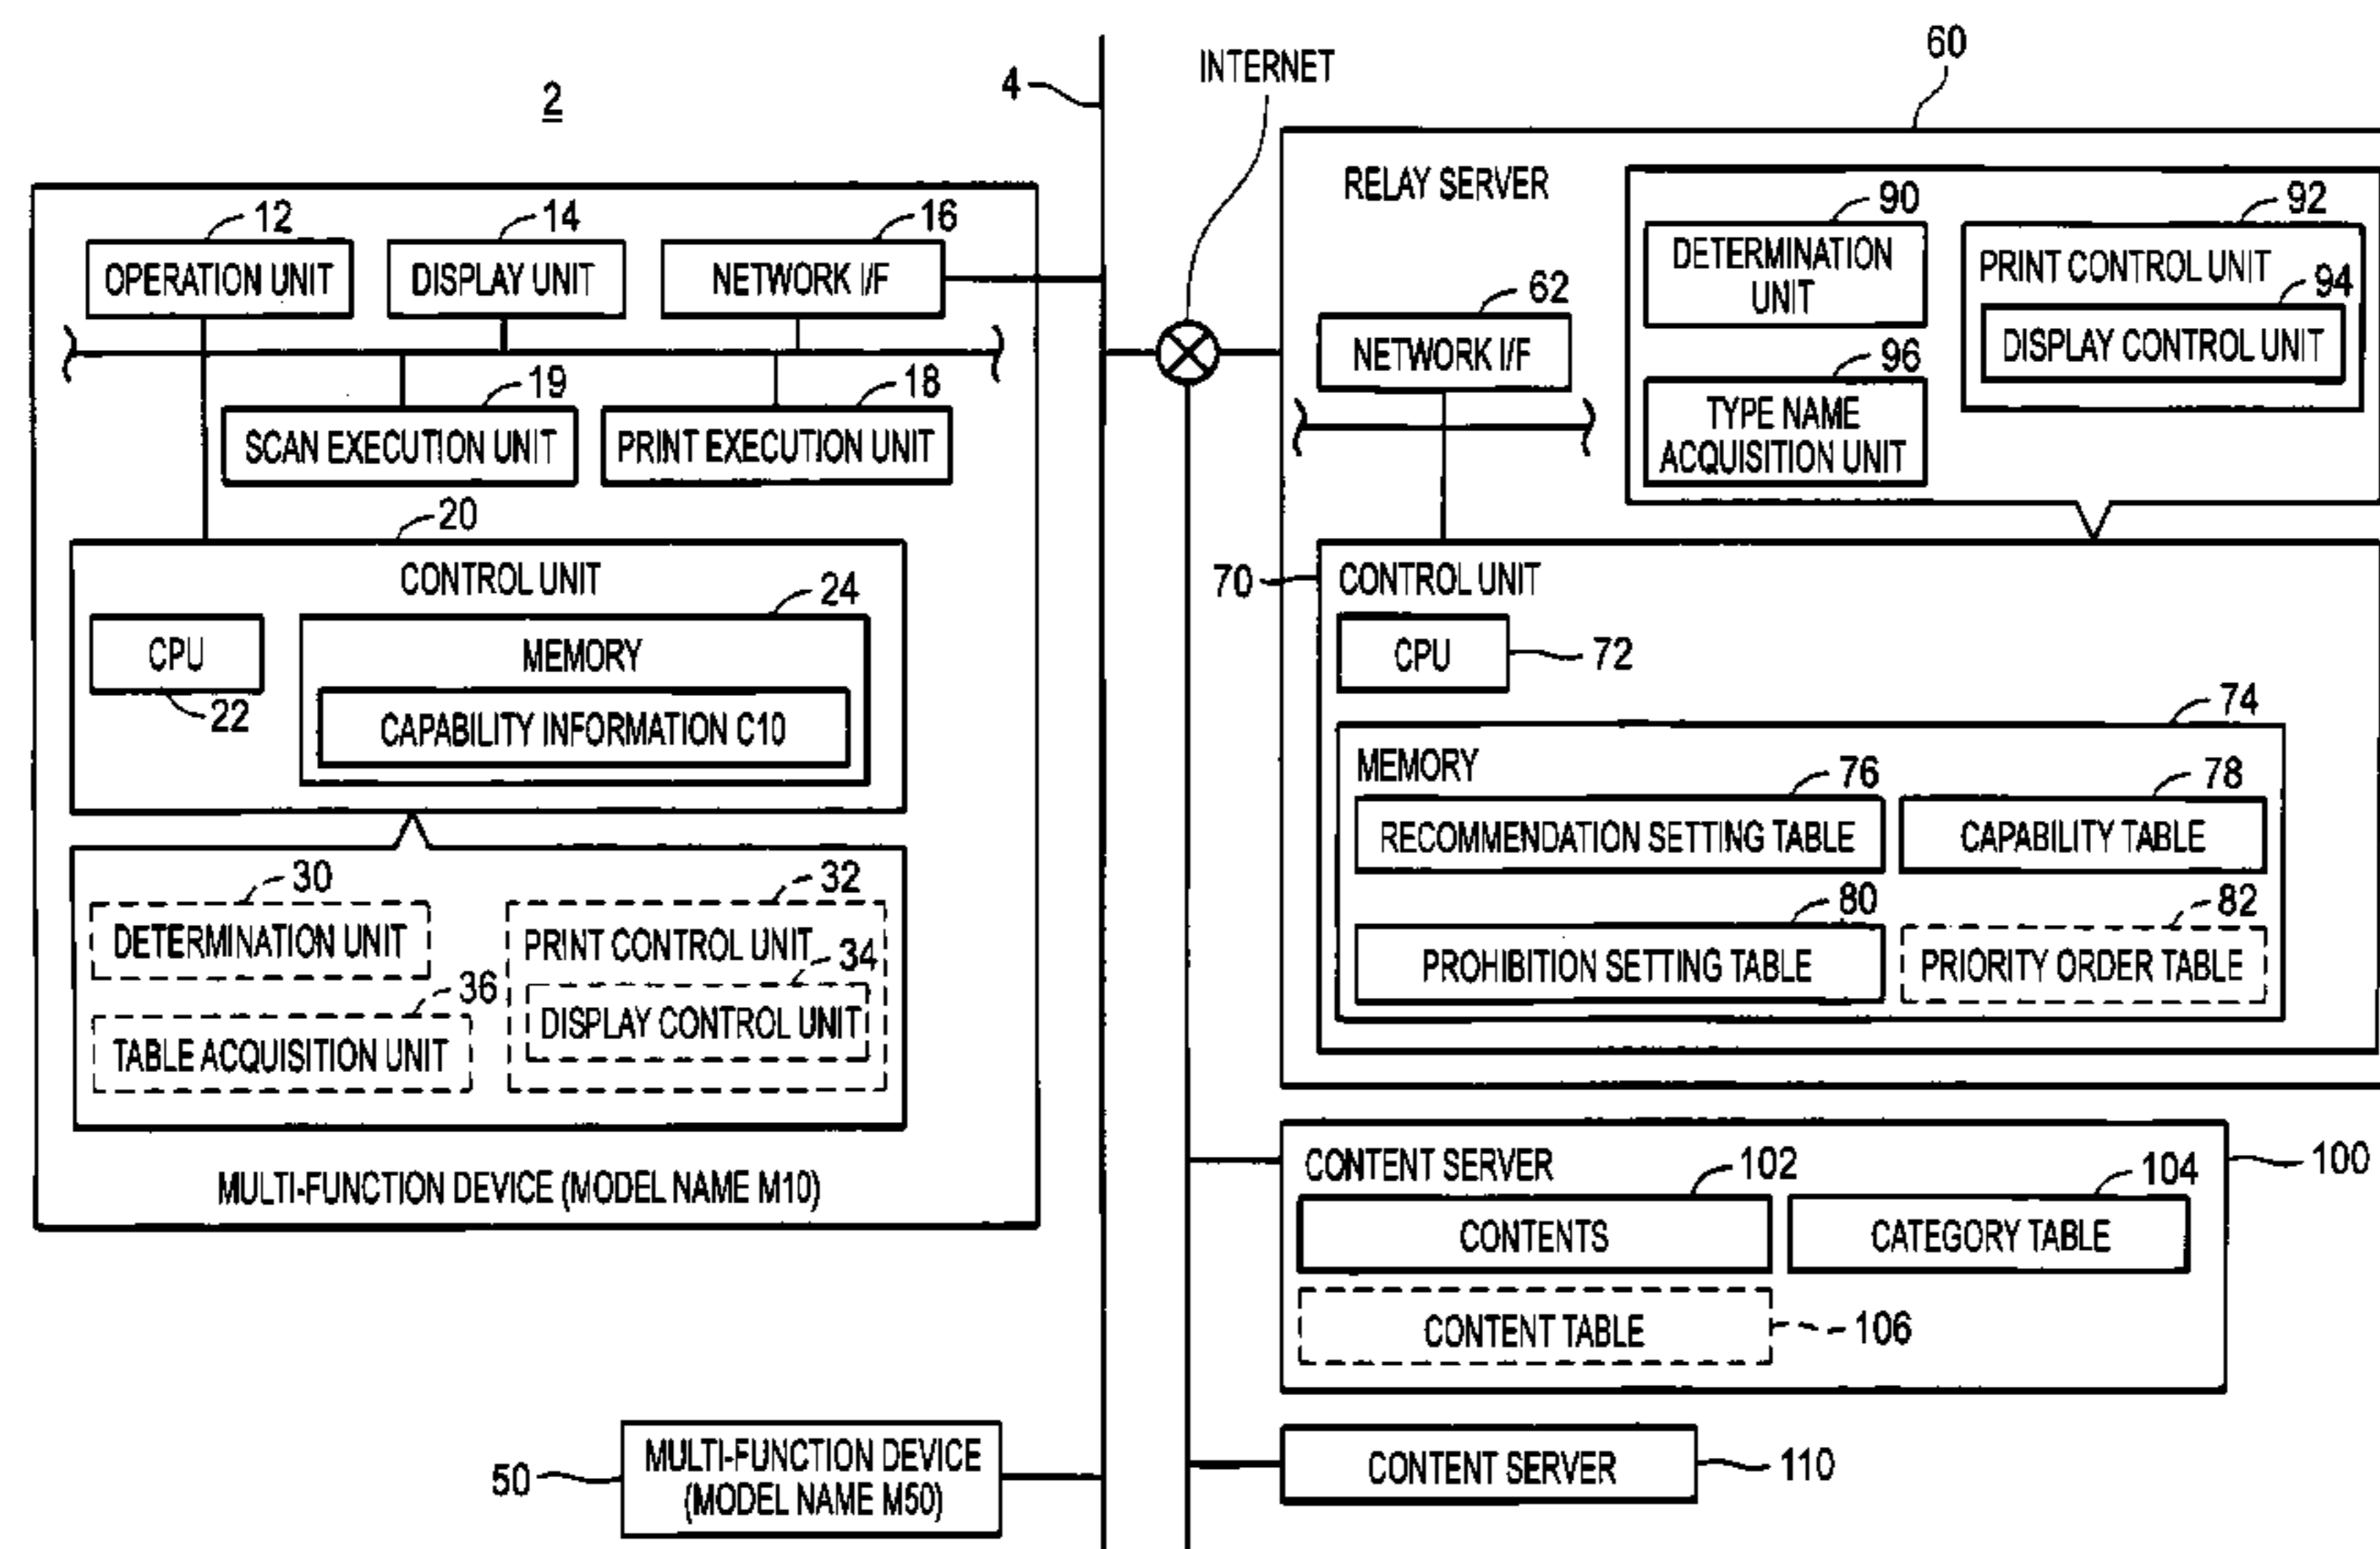 2
4
INTERNET
60
12
14
16
OPERATION UNIT
DISPLAY UNIT
NETWORK I/F
19
18
SCAN EXECUTION UNIT
PRINT EXECUTION UNIT
20
CONTROL UNIT
24
CPU
22
MEMORY
CAPABILITY INFORMATION C10
30
32
DETERMINATION UNIT
PRINT CONTROL UNIT
34
36
DISPLAY CONTROL UNIT
TABLE ACQUISITION UNIT
MULTI-FUNCTION DEVICE (MODEL NAME M10)
50
MULTI-FUNCTION DEVICE
(MODEL NAME M50)
RELAY SERVER
90
92
DETERMINATION
UNIT
PRINT CONTROL UNIT
94
DISPLAY CONTROL UNIT
62
NETWORK I/F
96
TYPE NAME
ACQUISITION UNIT
70
CONTROL UNIT
CPU
72
74
MEMORY
76
78
RECOMMENDATION SETTING TABLE
CAPABILITY TABLE
80
82
PROHIBITION SETTING TABLE
PRIORITY ORDER TABLE
CONTENT SERVER
100
102
104
CONTENTS
CATEGORY TABLE
CONTENT TABLE
106
CONTENT SERVER
110